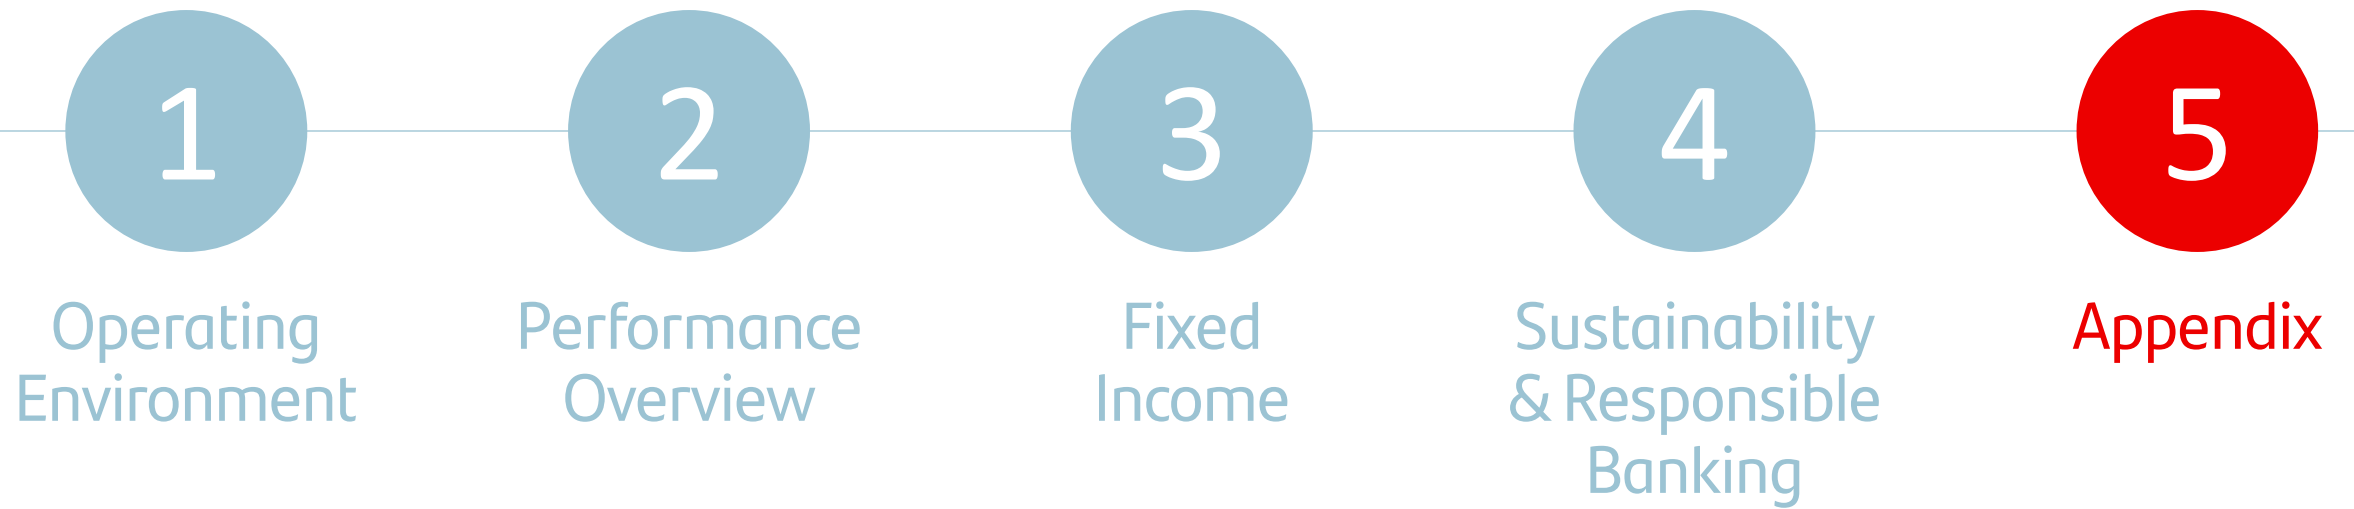 1
2
3
4
5
Operating
Environment
Performance
Overview
Fixed
Income
Sustainability
& Responsible
Banking
Appendix